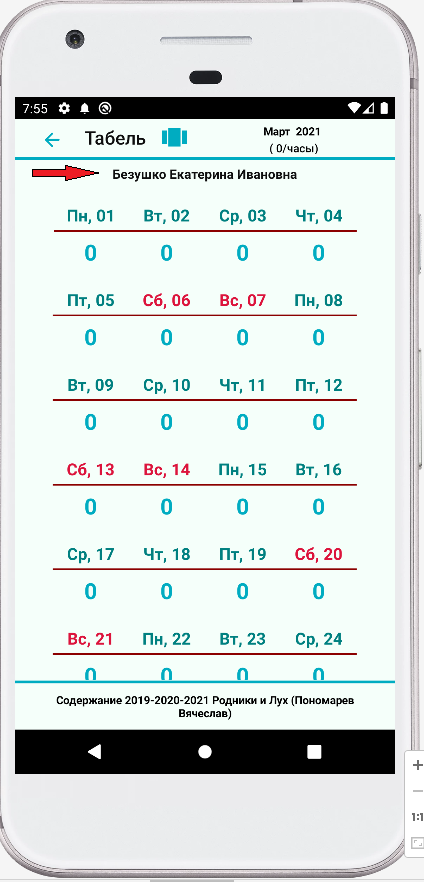 7:55
Табель
Март 2021
( 0/часы)
Безушко Екатерина Ивановна
Пн, 01 Вт, 02 Ср, 03 Чт, 04
0 0 0 0
Пт, 05 Сб, 06 Вс, 07 Пн, 08
0 0 0 0
Вт, 09 Ср, 10 Чт, 11 Пт, 12
0 0 0 0
Сб, 13 Вс, 14 Пн, 15 Вт, 16
0 0 0 0
Ср, 17 Чт, 18 Пт, 19 Сб, 20
0 0 0 0
Вс, 21 Пн, 22 Вт, 23 Ср, 24
0 0 0 0
Содержание 2019-2020-2021 Родники и Лух (Пономарев
Вячеслав)
1:1